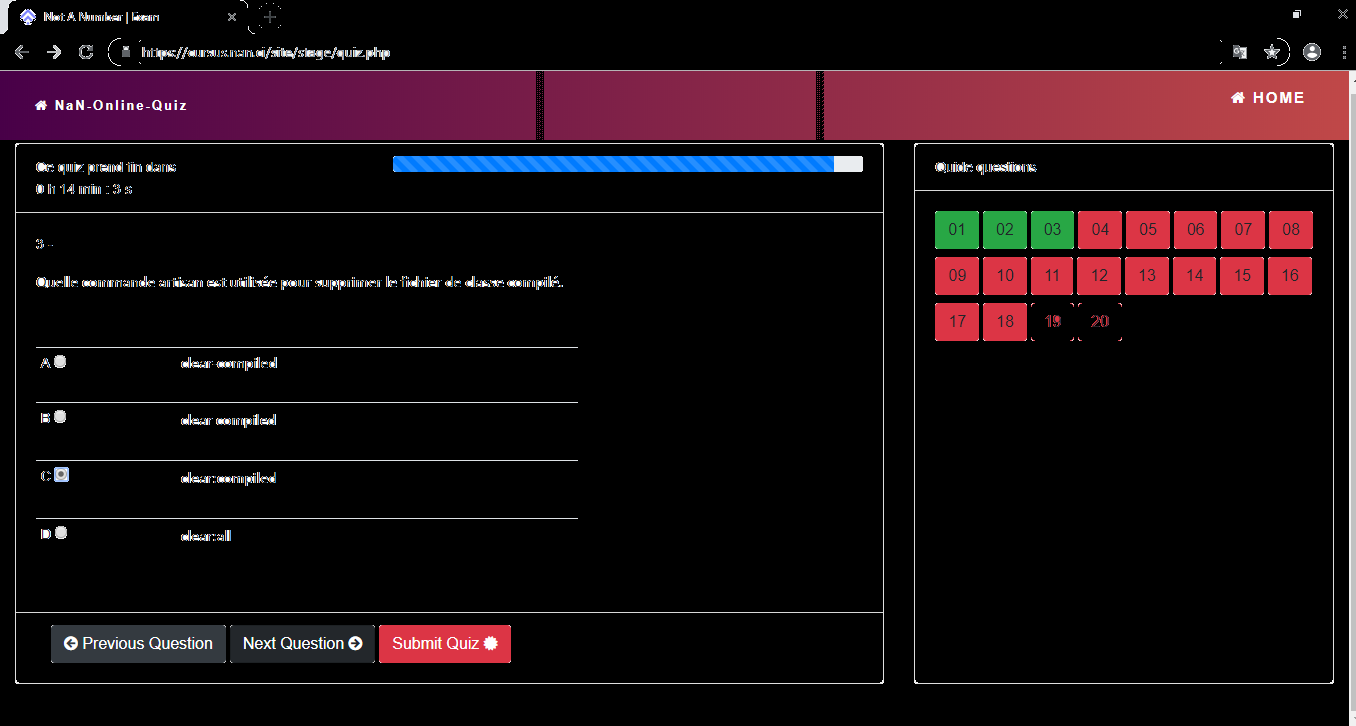 Not A Number | Exam
https://cursus.nan.ci/site/stage/quiz.php
NaN-Online-Quiz
HOME
Ce quiz prend fin dans
0 h 14 min : 3 s
Guide questions
01 02 03 04 05 06 07 08
09 10 11 12 13 14 15 16
17 18 19 20
3 -
Quelle commande artisan est utilisée pour supprimer le fichier de classe compilé.
A clear-compiled
B clear compiled
C clear:compiled
D clear:all
Previous Question Next Question Submit Quiz